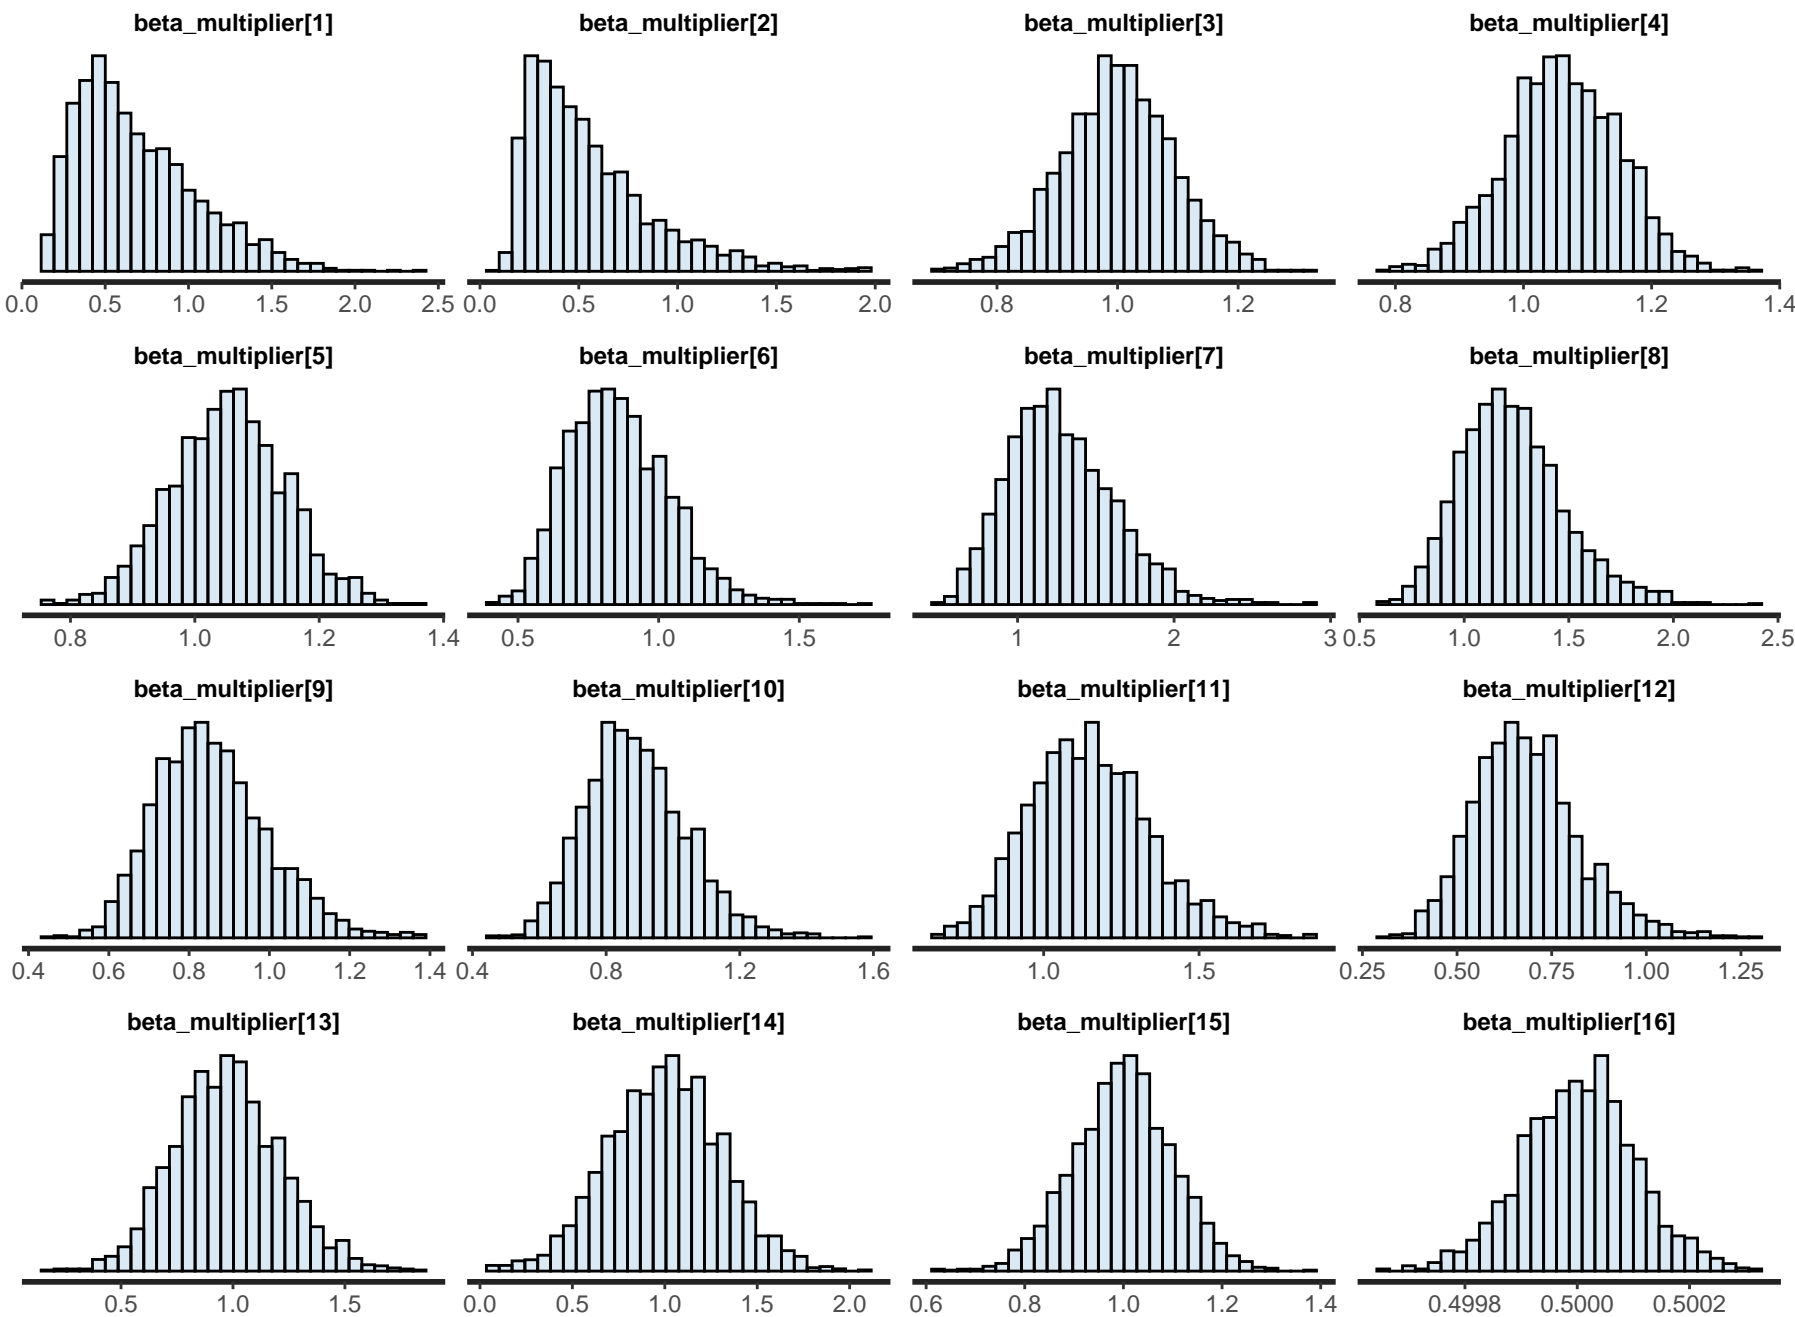 beta_multiplier[1] beta_multiplier[2] beta_multiplier[3] beta_multiplier[4]
0.0 0.5 1.0 1.5 2.0 2.5 0.0 0.5 1.0 1.5 2.0 0.8 1.0 1.2 0.8 1.0 1.2 1.4
beta_multiplier[5] beta_multiplier[6] beta_multiplier[7] beta_multiplier[8]
0.8 1.0 1.2 1.4 0.5 1.0 1.5 1 2 3 0.5 1.0 1.5 2.0 2.5
beta_multiplier[9] beta_multiplier[10] beta_multiplier[11] beta_multiplier[12]
0.4 0.6 0.8 1.0 1.2 1.4 0.4 0.8 1.2 1.6 1.0 1.5 0.25 0.50 0.75 1.00 1.25
beta_multiplier[13] beta_multiplier[14] beta_multiplier[15] beta_multiplier[16]
0.5 1.0 1.5 0.0 0.5 1.0 1.5 2.0 0.6 0.8 1.0 1.2 1.4 0.4998 0.5000 0.5002